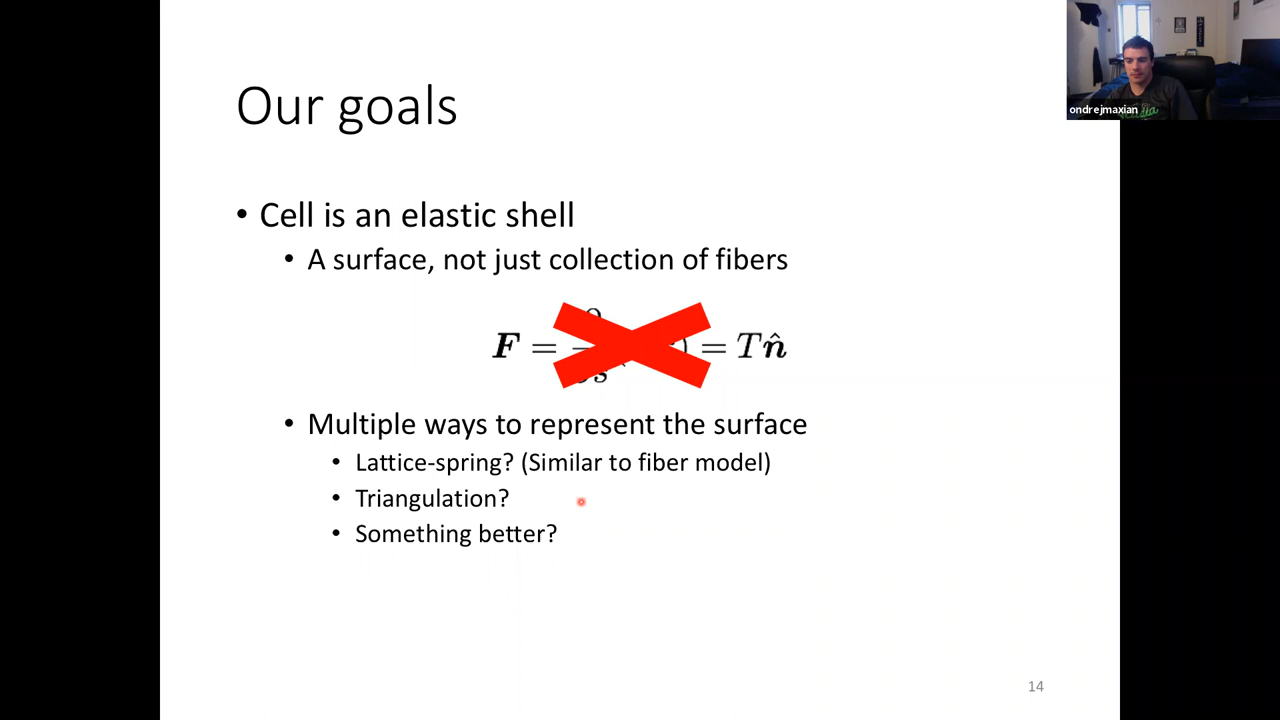 Our goals
ondrejmaxian
• Cell is an elastic shell
• A surface, not just collection of fibers
F = = T n̂
• Multiple ways to represent the surface
• Lattice-spring? (Similar to fiber model)
• Triangulation?
• Something better?
14